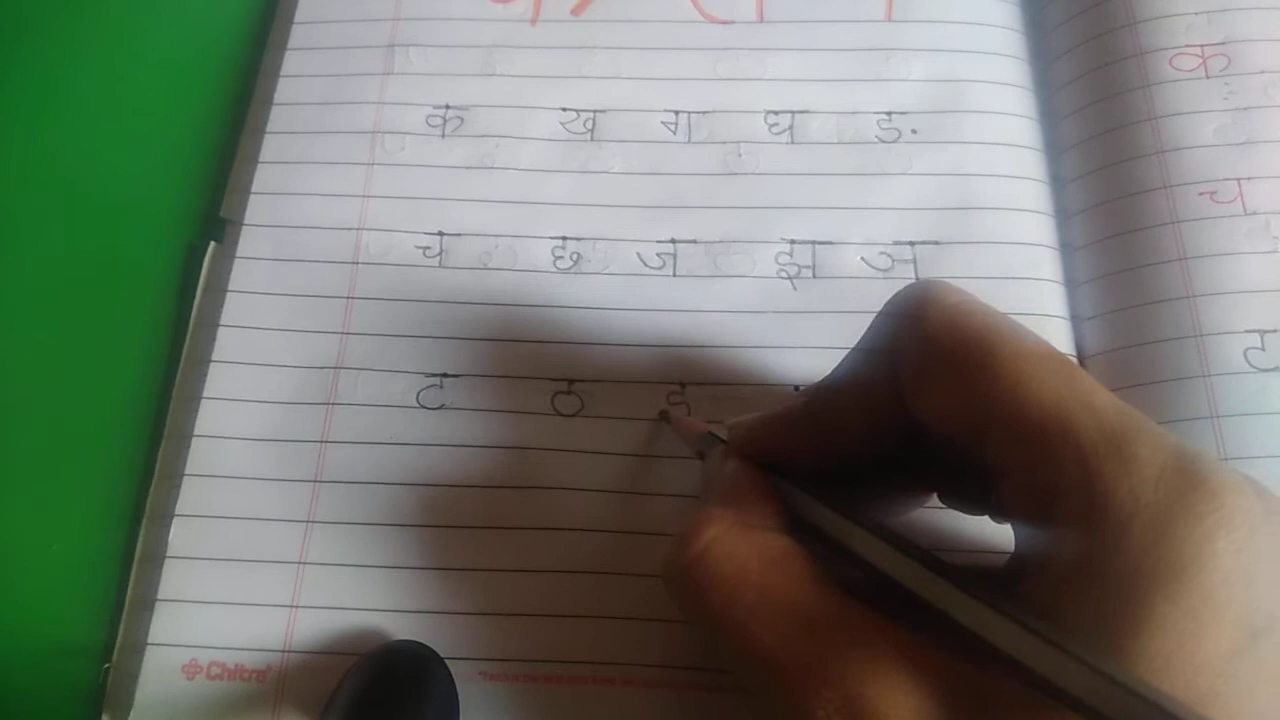 क ख ग घ ङ
च छ ज झ ञ
ट ठ ड
Chitra
क
च
ट